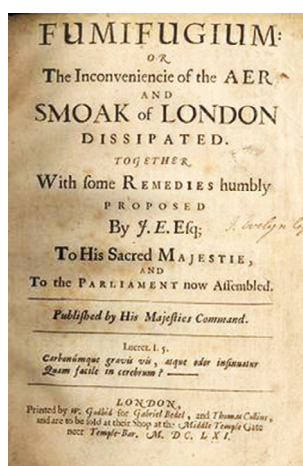 FUMIFUGIUM:
OR
The Inconveniencie of the AER
AND
SMOAK of LONDON
DISSIPATED.
TOGETHER
With some REMEDIES humbly
PROPOSED
By J. E. Esq;
J. Evelyn Esq
To His Sacred MAJESTIE,
AND
To the PARLIAMENT now Assembled.
Published by His Majesties Command.
Lucret. l. 5.
Carbonúmque gravis vis, atque odor insinuatur
Quam facile in cerebrum?
LONDON,
Printed by W. Godbid for Gabriel Bedel, and Thomas Collins,
and are to be sold at their Shop at the Middle Temple Gate
neer Temple-Bar. M. D C. L X I.